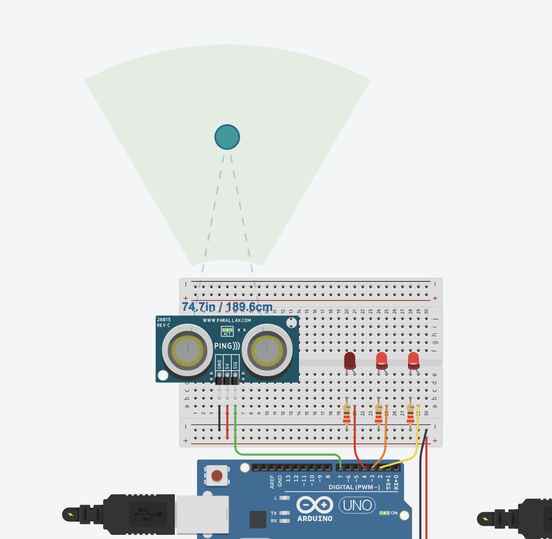 74.7in / 189.6cm
28015
REV C
WWW.PARALLAX.COM
PING)))
GND
5V
SIG
AREF
GND
13
12
~11
~10
~9
8
7
~6
~5
4
~3
2
TX→1
RX←0
DIGITAL (PWM~)
L
TX
RX
UNO
ON
ARDUINO